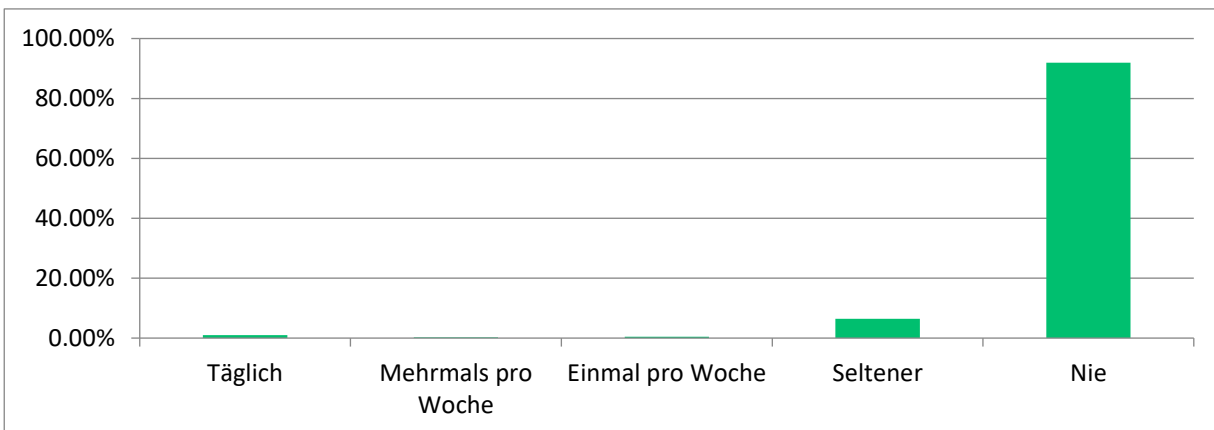 100.00%
80.00%
60.00%
40.00%
20.00%
0.00%
Täglich
Mehrmals pro
Woche
Einmal pro Woche
Seltener
Nie